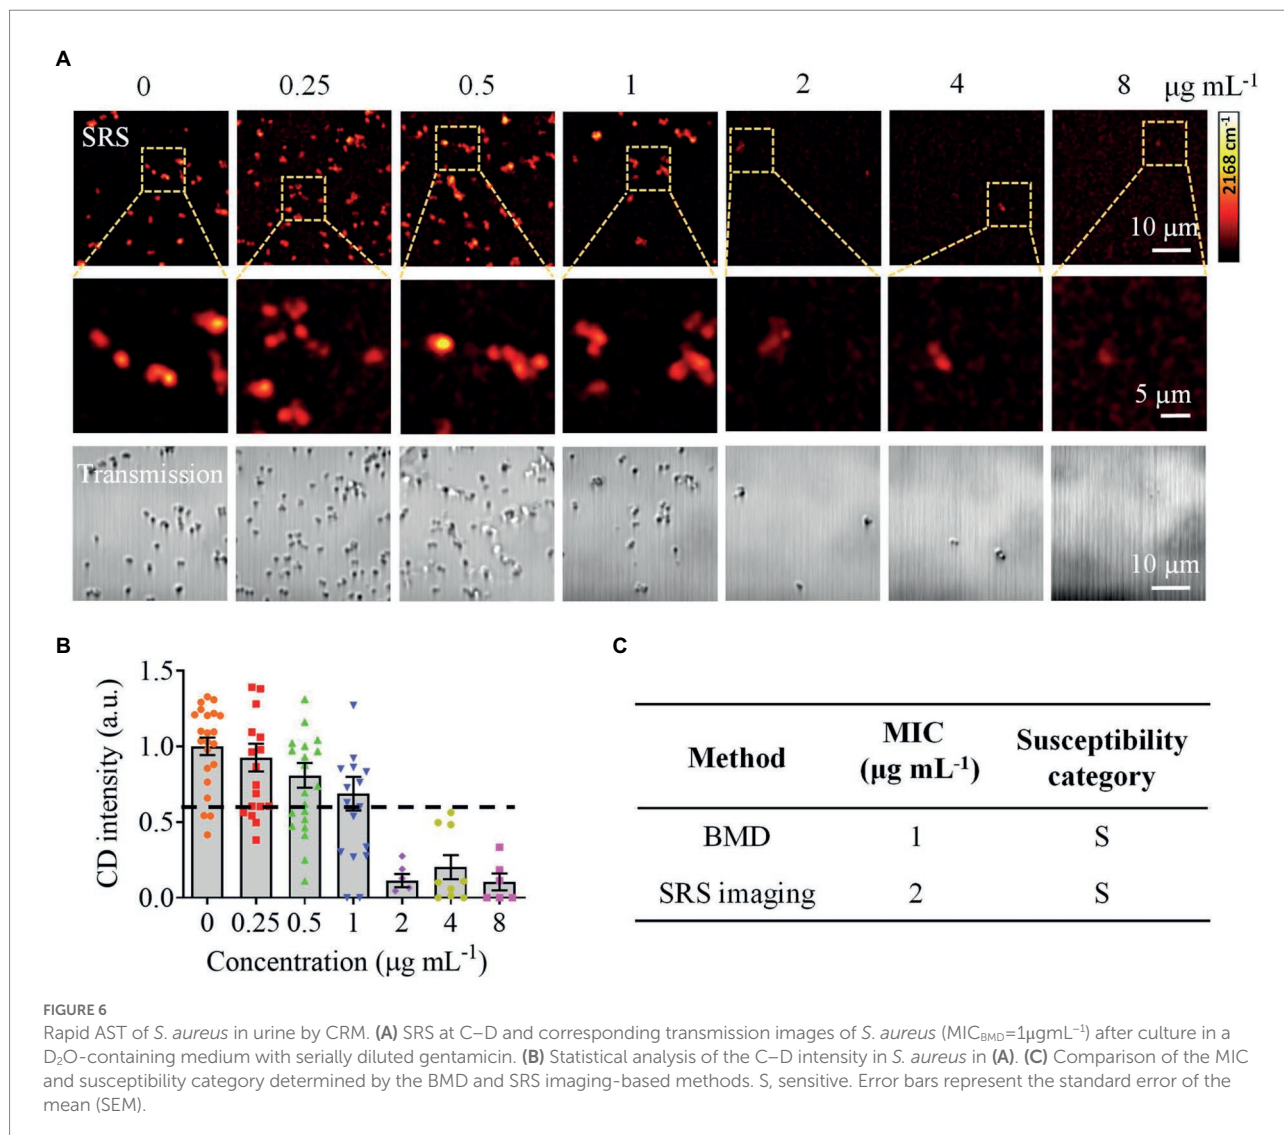 A
0 0.25 0.5 1 2 4 8 µg mL⁻¹
SRS
2168 cm⁻¹
10 µm
5 µm
Transmission
10 µm
B
1.5
1.0
0.5
0.0
CD intensity (a.u.)
0 0.25 0.5 1 2 4 8
Concentration (µg mL⁻¹)
C
Method MIC (µg mL⁻¹) Susceptibility category
BMD 1 S
SRS imaging 2 S
FIGURE 6
Rapid AST of S. aureus in urine by CRM. (A) SRS at C–D and corresponding transmission images of S. aureus (MIC_BMD=1µgmL⁻¹) after culture in a
D₂O-containing medium with serially diluted gentamicin. (B) Statistical analysis of the C–D intensity in S. aureus in (A). (C) Comparison of the MIC
and susceptibility category determined by the BMD and SRS imaging-based methods. S, sensitive. Error bars represent the standard error of the
mean (SEM).